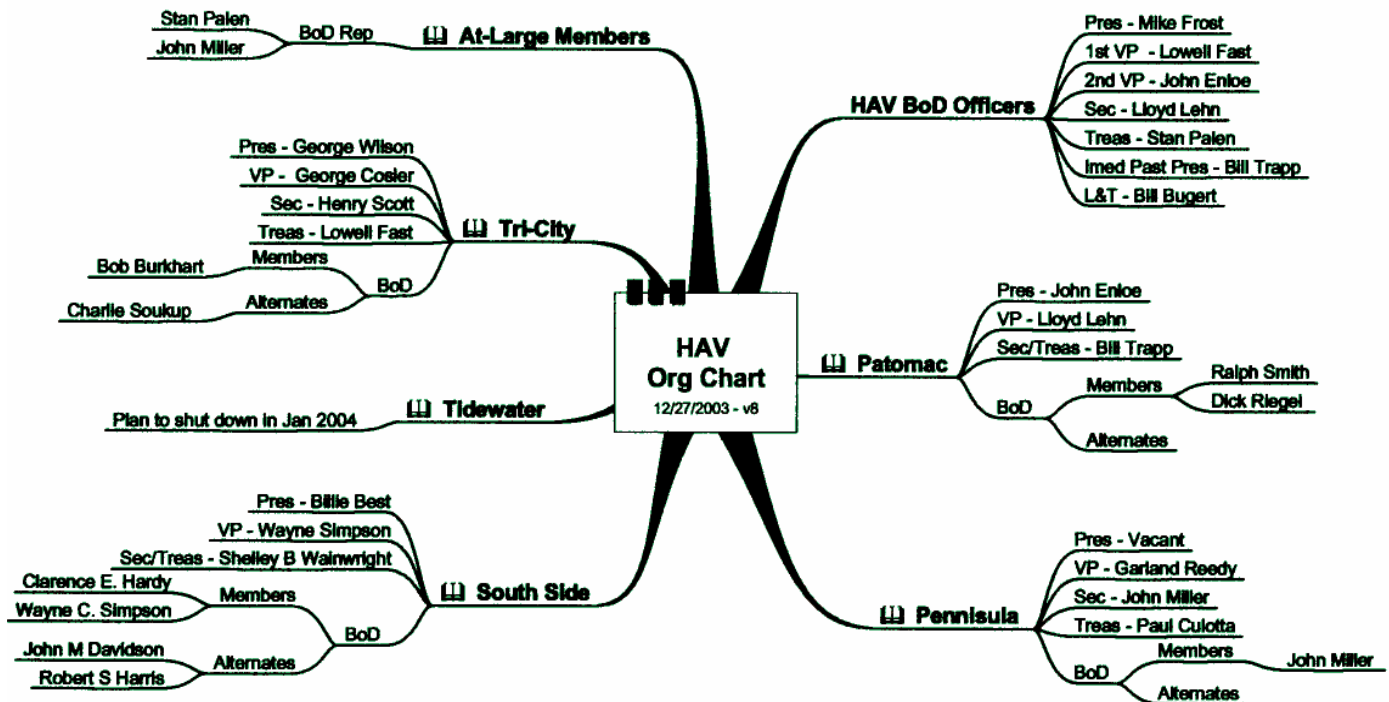 HAV
Org Chart
12/27/2003 - v8
At-Large Members
BoD Rep
Stan Palen
John Miller
HAV BoD Officers
Pres - Mike Frost
1st VP - Lowell Fast
2nd VP - John Enloe
Sec - Lloyd Lehn
Treas - Stan Palen
Imed Past Pres - Bill Trapp
L&T - Bill Bugert
Tri-City
Pres - George Wilson
VP - George Cosler
Sec - Henry Scott
Treas - Lowell Fast
BoD
Members
Bob Burkhart
Alternates
Charlie Soukup
Patomac
Pres - John Enloe
VP - Lloyd Lehn
Sec/Treas - Bill Trapp
BoD
Members
Ralph Smith
Dick Riegel
Alternates
Tidewater
Plan to shut down in Jan 2004
South Side
Pres - Billie Best
VP - Wayne Simpson
Sec/Treas - Shelley B Wainwright
BoD
Members
Clarence E. Hardy
Wayne C. Simpson
Alternates
John M Davidson
Robert S Harris
Pennisula
Pres - Vacant
VP - Garland Reedy
Sec - John Miller
Treas - Paul Culotta
BoD
Members
John Miller
Alternates